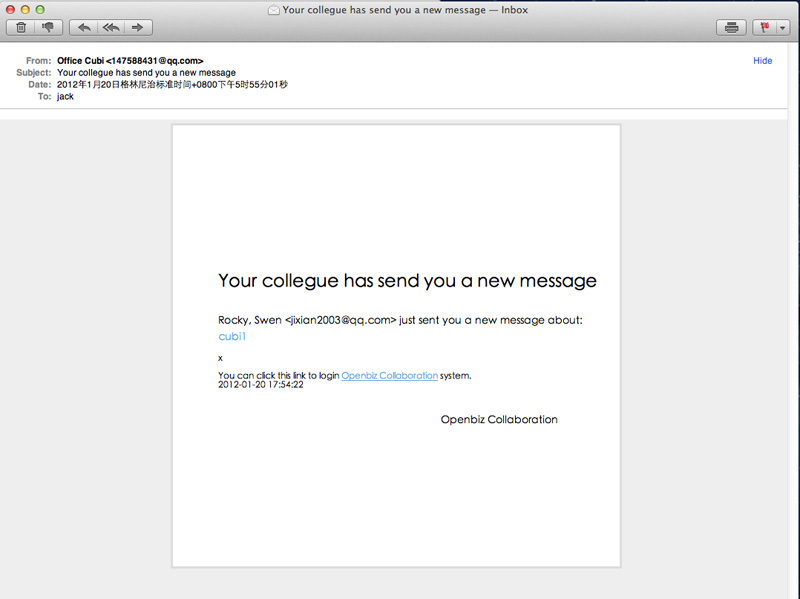 Your collegue has send you a new message — Inbox
From: Office Cubi <147588431@qq.com>
Hide
Subject: Your collegue has send you a new message
Date: 2012年1月20日格林尼治标准时间+0800下午5时55分01秒
To: jack
Your collegue has send you a new message
Rocky, Swen <jixian2003@qq.com> just sent you a new message about:
cubi1
x
You can click this link to login Openbiz Collaboration system.
2012-01-20 17:54:22
Openbiz Collaboration